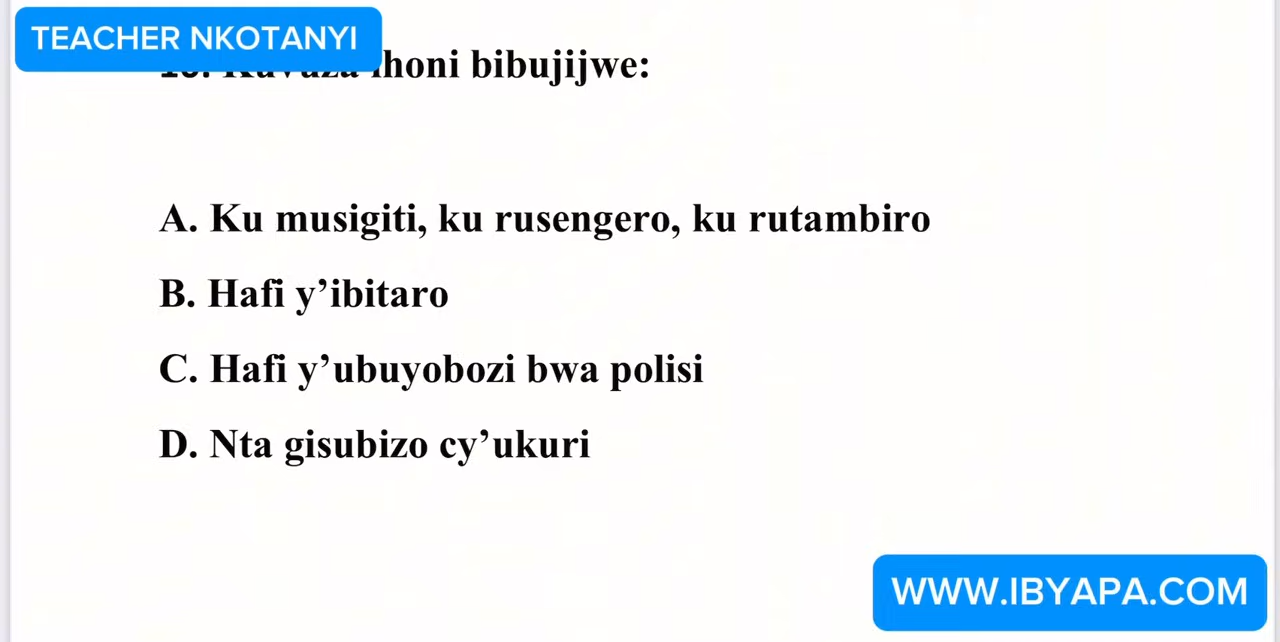 TEACHER NKOTANYI
ihoni bibujijwe:
A. Ku musigiti, ku rusengero, ku rutambiro
B. Hafi y’ibitaro
C. Hafi y’ubuyobozi bwa polisi
D. Nta gisubizo cy’ukuri
WWW.IBYAPA.COM